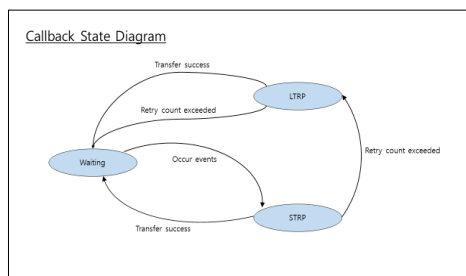 Callback State Diagram
Transfer success
LTRP
Retry count exceeded
Waiting
Occur events
Retry count exceeded
STRP
Transfer success